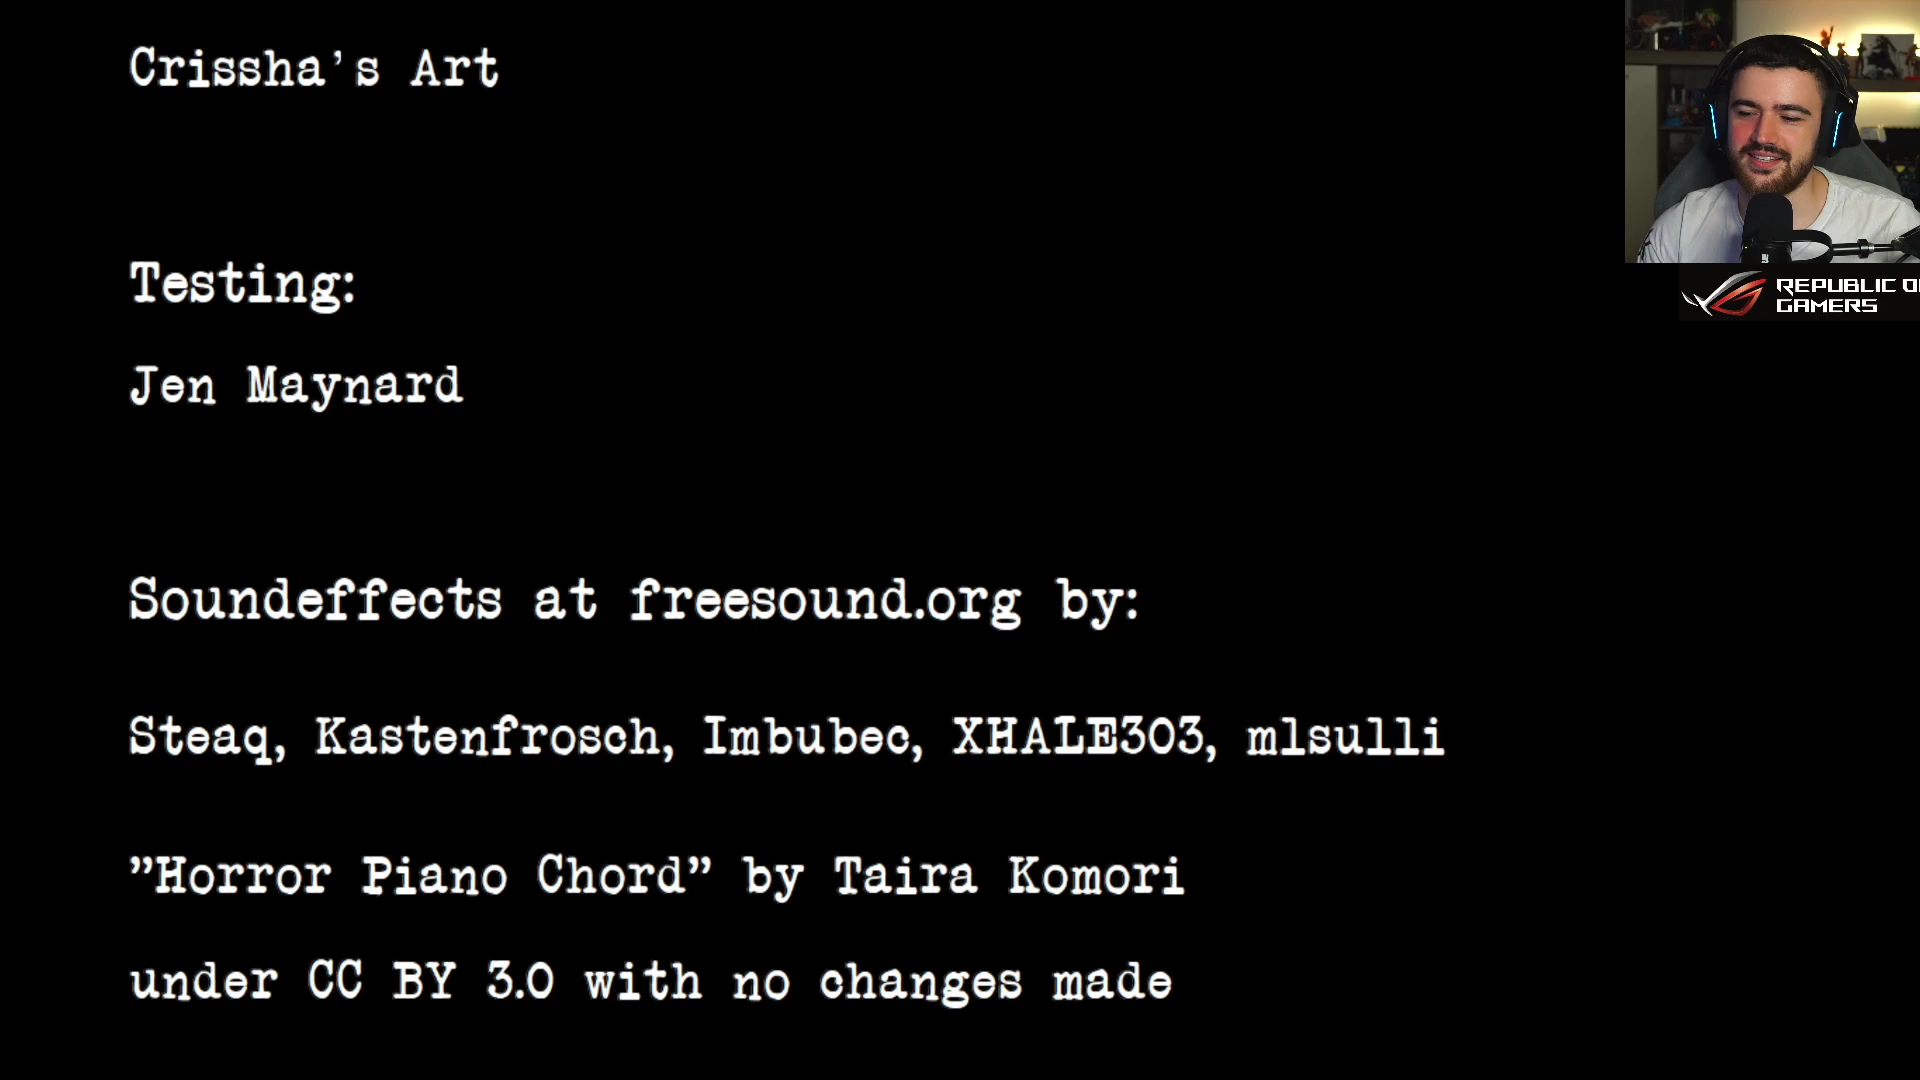 Crissha's Art
Testing:
Jen Maynard
Soundeffects at freesound.org by:
Steaq, Kastenfrosch, Imbubec, XHALE303, mlsulli
"Horror Piano Chord" by Taira Komori
under CC BY 3.0 with no changes made
REPUBLIC OF
GAMERS